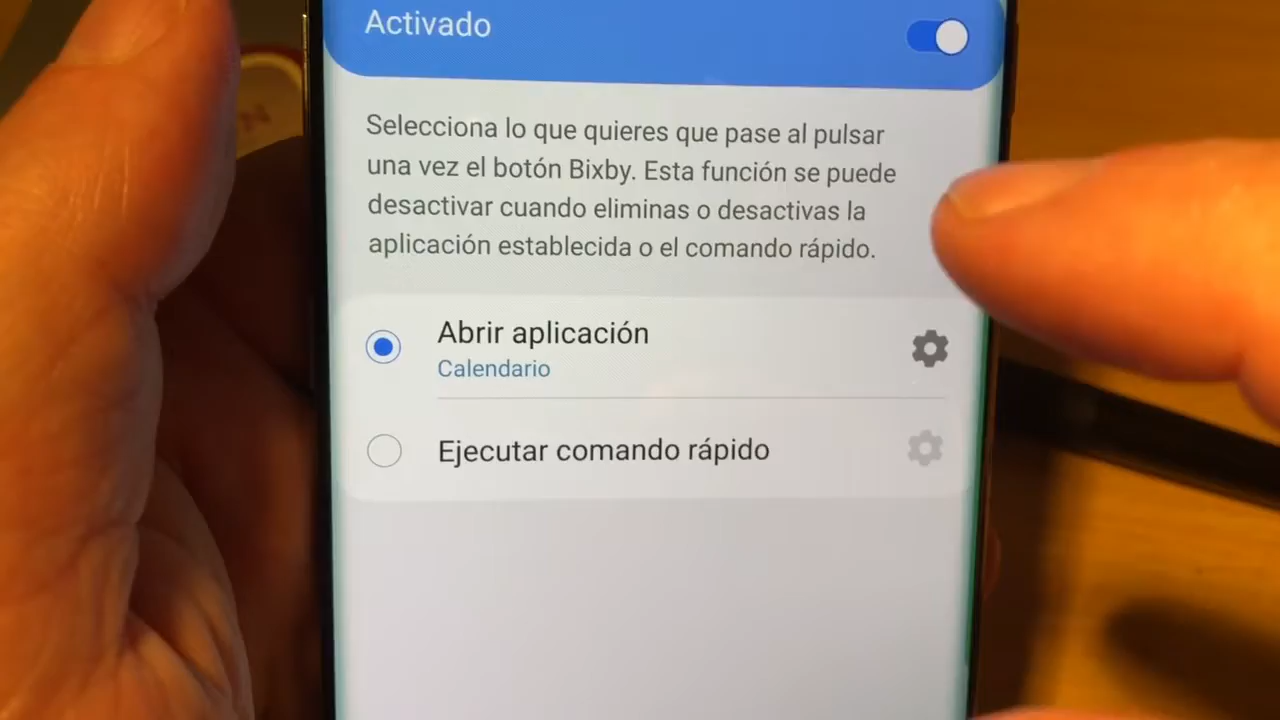 Activado
Selecciona lo que quieres que pase al pulsar
una vez el botón Bixby. Esta función se puede
desactivar cuando eliminas o desactivas la
aplicación establecida o el comando rápido.
Abrir aplicación
Calendario
Ejecutar comando rápido